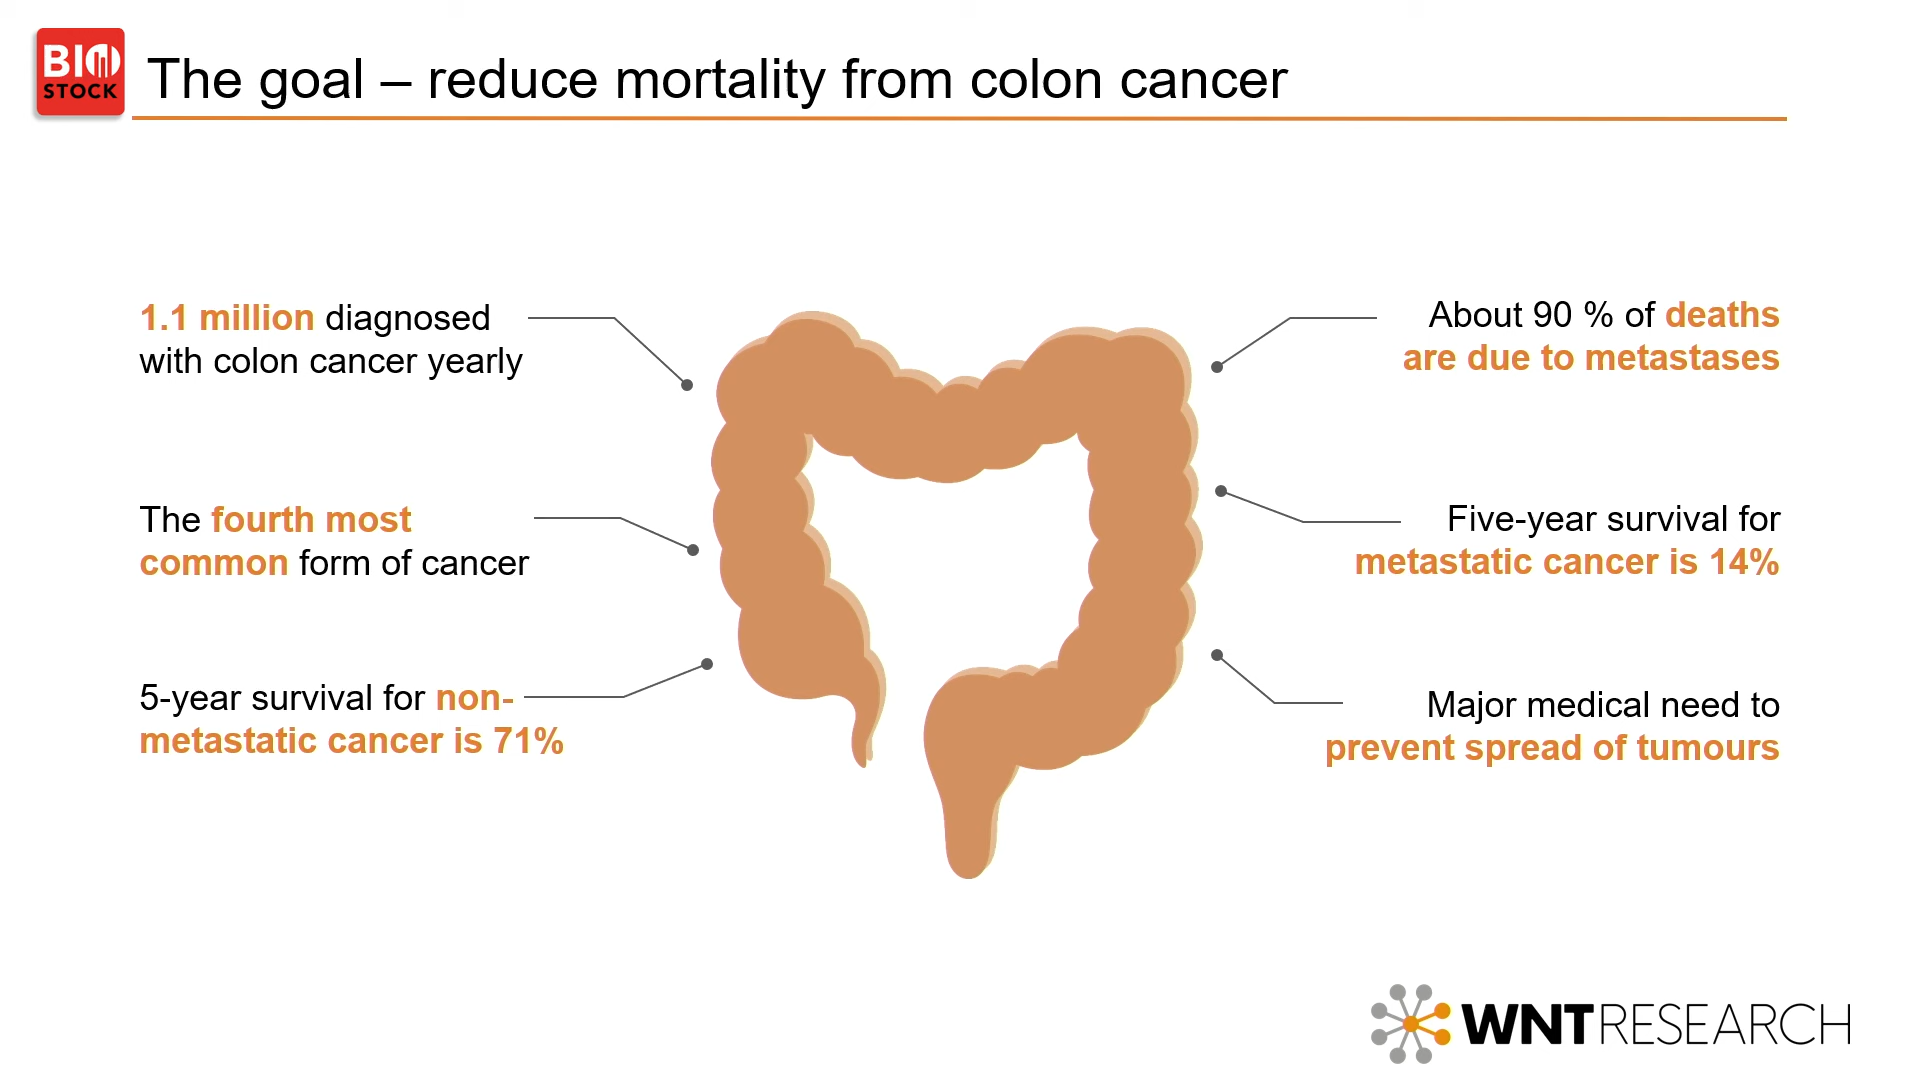 BIO
STOCK
The goal – reduce mortality from colon cancer
1.1 million diagnosed
with colon cancer yearly
The fourth most
common form of cancer
5-year survival for non-
metastatic cancer is 71%
About 90 % of deaths
are due to metastases
Five-year survival for
metastatic cancer is 14%
Major medical need to
prevent spread of tumours
WNTRESEARCH